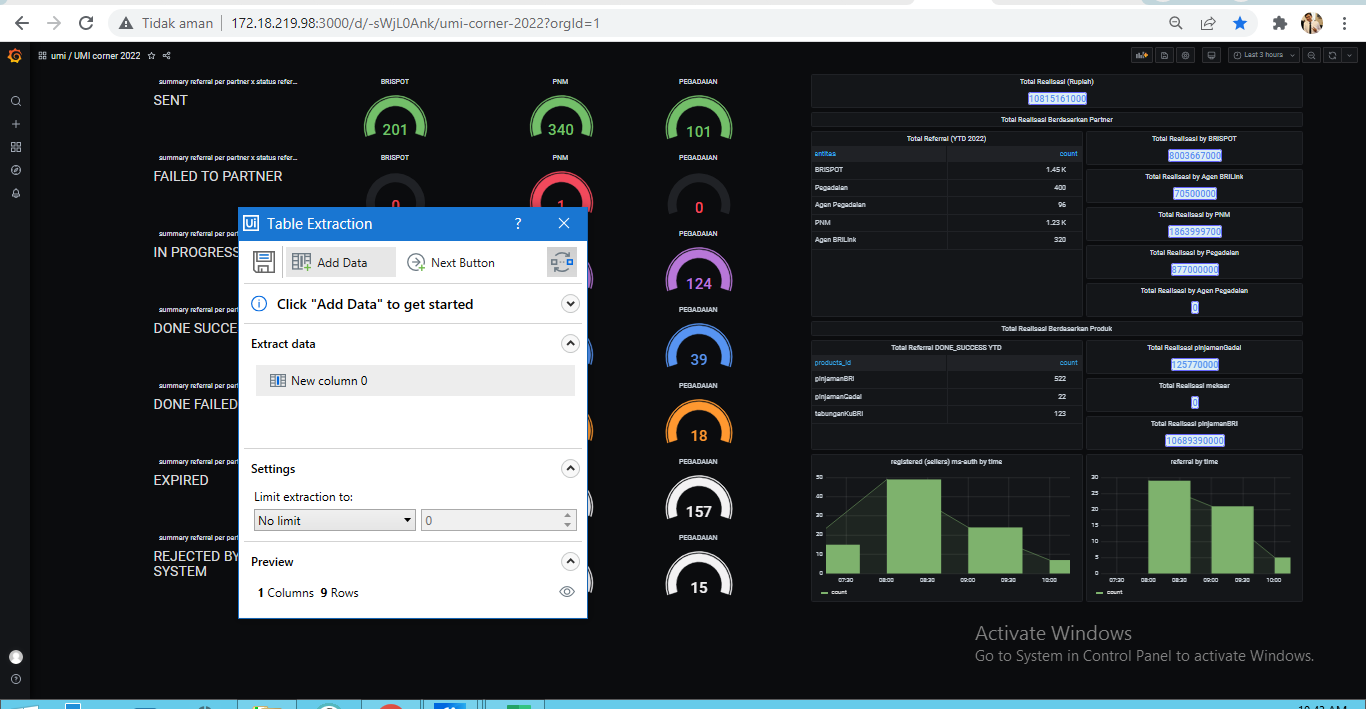 Tidak aman
172.18.219.98:3000/d/-sWjL0Ank/umi-corner-2022?orgId=1
umi / UMI corner 2022
Last 3 hours
summary referral per partner x status refer...
SENT
BRISPOT
201
PNM
340
PEGADAIAN
101
summary referral per partner x status refer...
FAILED TO PARTNER
BRISPOT
0
PNM
1
PEGADAIAN
0
summary referral per part
IN PROGRESS
PEGADAIAN
124
summary referral per part
DONE SUCCE
PEGADAIAN
39
summary referral per part
DONE FAILED
PEGADAIAN
18
summary referral per part
EXPIRED
PEGADAIAN
157
summary referral per part
REJECTED BY
SYSTEM
PEGADAIAN
15
Ui Table Extraction
?
Add Data
Next Button
Click "Add Data" to get started
Extract data
New column 0
Settings
Limit extraction to:
No limit
0
Preview
1 Columns 9 Rows
Total Realisasi (Rupiah)
10815161000
Total Realisasi Berdasarkan Partner
Total Referral (YTD 2022)
entitas count
BRISPOT 1.45 K
Pegadaian 400
Agen Pegadaian 96
PNM 1.23 K
Agen BRILink 320
Total Realisasi by BRISPOT
8003667000
Total Realisasi by Agen BRILink
70500000
Total Realisasi by PNM
1863999700
Total Realisasi by Pegadaian
877000000
Total Realisasi by Agen Pegadaian
0
Total Realisasi Berdasarkan Produk
Total Referral DONE_SUCCESS YTD
products_id count
pinjamanBRI 522
pinjamanGadai 22
tabunganKuBRI 123
Total Realisasi pinjamanGadai
125770000
Total Realisasi mekaar
0
Total Realisasi pinjamanBRI
10689390000
registered (sellers) ms-auth by time
50
40
30
20
10
0
07:30 08:00 08:30 09:00 09:30 10:00
count
referral by time
30
25
20
15
10
5
0
07:30 08:00 08:30 09:00 09:30 10:00
count
Activate Windows
Go to System in Control Panel to activate Windows.